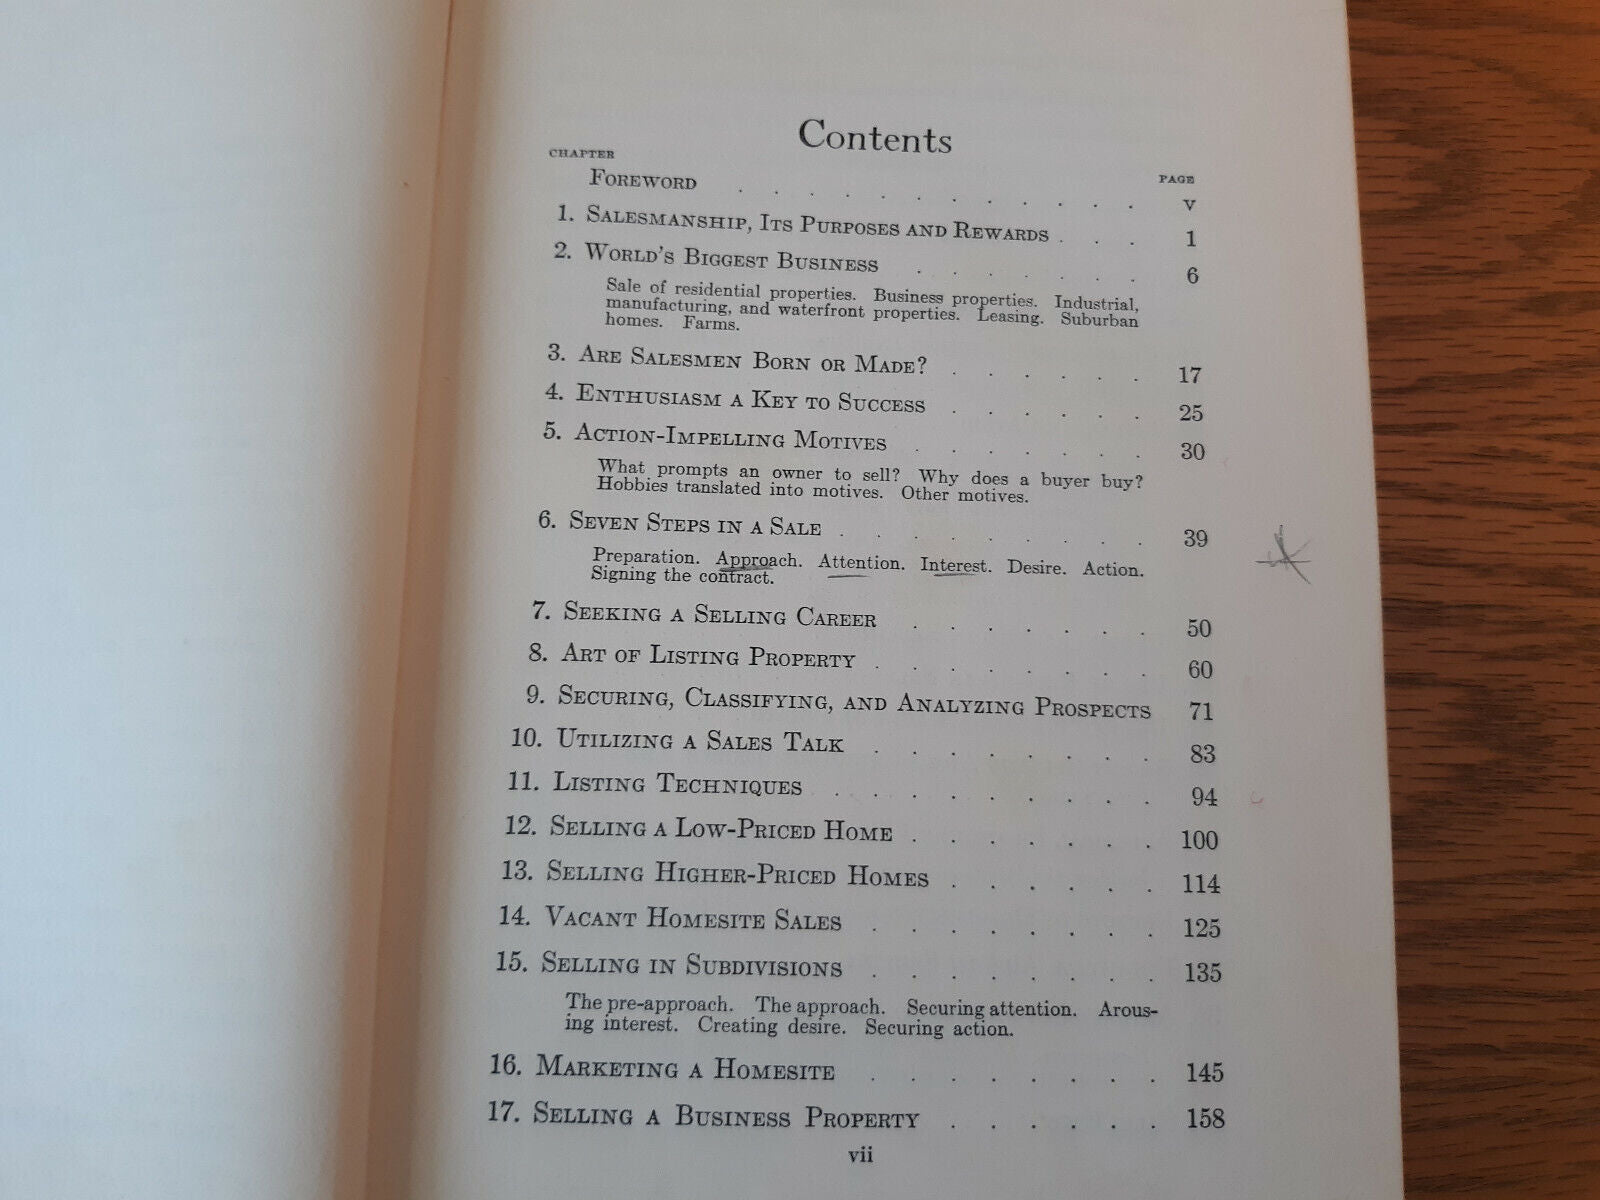 Contents
CHAPTER PAGE
FOREWORD . . . . . . . . . . . . v
1. SALESMANSHIP, ITS PURPOSES AND REWARDS . . . 1
2. WORLD'S BIGGEST BUSINESS . . . . . . . 6
Sale of residential properties. Business properties. Industrial,
manufacturing, and waterfront properties. Leasing. Suburban
homes. Farms.
3. ARE SALESMEN BORN OR MADE? . . . . . . 17
4. ENTHUSIASM A KEY TO SUCCESS . . . . . . 25
5. ACTION-IMPELLING MOTIVES . . . . . . . 30
What prompts an owner to sell? Why does a buyer buy?
Hobbies translated into motives. Other motives.
6. SEVEN STEPS IN A SALE . . . . . . . . . 39
Preparation. Approach. Attention. Interest. Desire. Action.
Signing the contract.
7. SEEKING A SELLING CAREER . . . . . . . 50
8. ART OF LISTING PROPERTY . . . . . . . . 60
9. SECURING, CLASSIFYING, AND ANALYZING PROSPECTS 71
10. UTILIZING A SALES TALK . . . . . . . . 83
11. LISTING TECHNIQUES . . . . . . . . . 94
12. SELLING A LOW-PRICED HOME . . . . . . . 100
13. SELLING HIGHER-PRICED HOMES . . . . . . 114
14. VACANT HOMESITE SALES . . . . . . . . 125
15. SELLING IN SUBDIVISIONS . . . . . . . . 135
The pre-approach. The approach. Securing attention. Arous-
ing interest. Creating desire. Securing action.
16. MARKETING A HOMESITE . . . . . . . . 145
17. SELLING A BUSINESS PROPERTY . . . . . . 158
vii